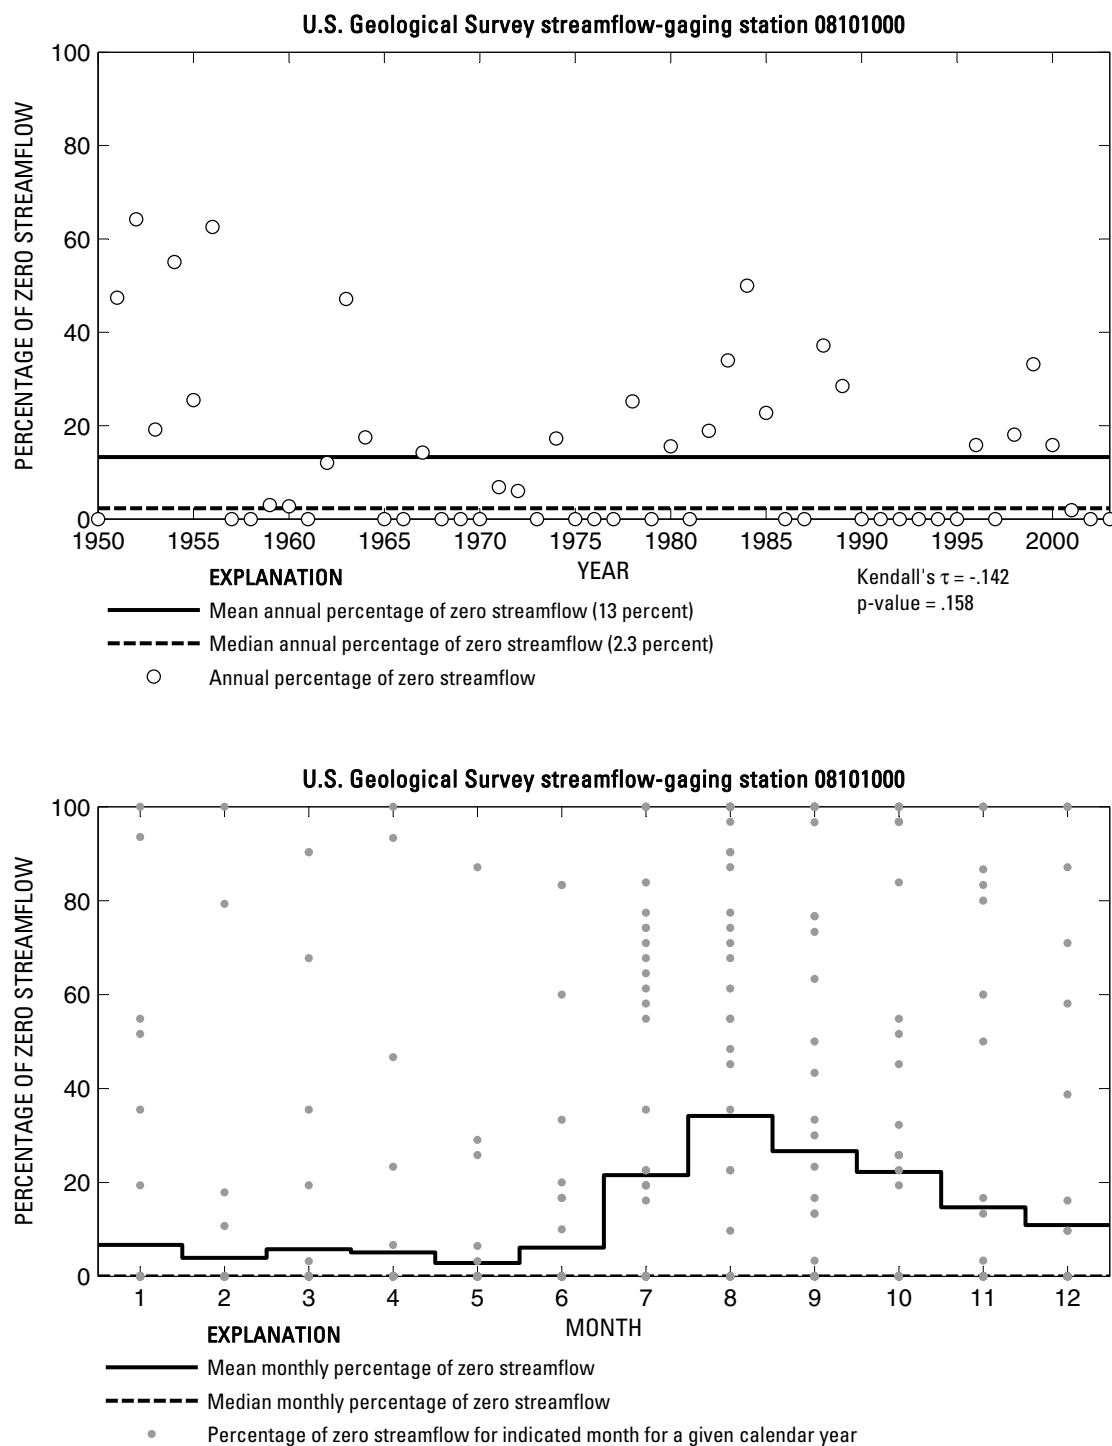 U.S. Geological Survey streamflow-gaging station 08101000
PERCENTAGE OF ZERO STREAMFLOW
100
80
60
40
20
0
1950 1955 1960 1965 1970 1975 1980 1985 1990 1995 2000
YEAR
EXPLANATION
Mean annual percentage of zero streamflow (13 percent)
Median annual percentage of zero streamflow (2.3 percent)
Annual percentage of zero streamflow
Kendall's τ = -.142
p-value = .158
U.S. Geological Survey streamflow-gaging station 08101000
PERCENTAGE OF ZERO STREAMFLOW
100
80
60
40
20
0
1 2 3 4 5 6 7 8 9 10 11 12
MONTH
EXPLANATION
Mean monthly percentage of zero streamflow
Median monthly percentage of zero streamflow
Percentage of zero streamflow for indicated month for a given calendar year